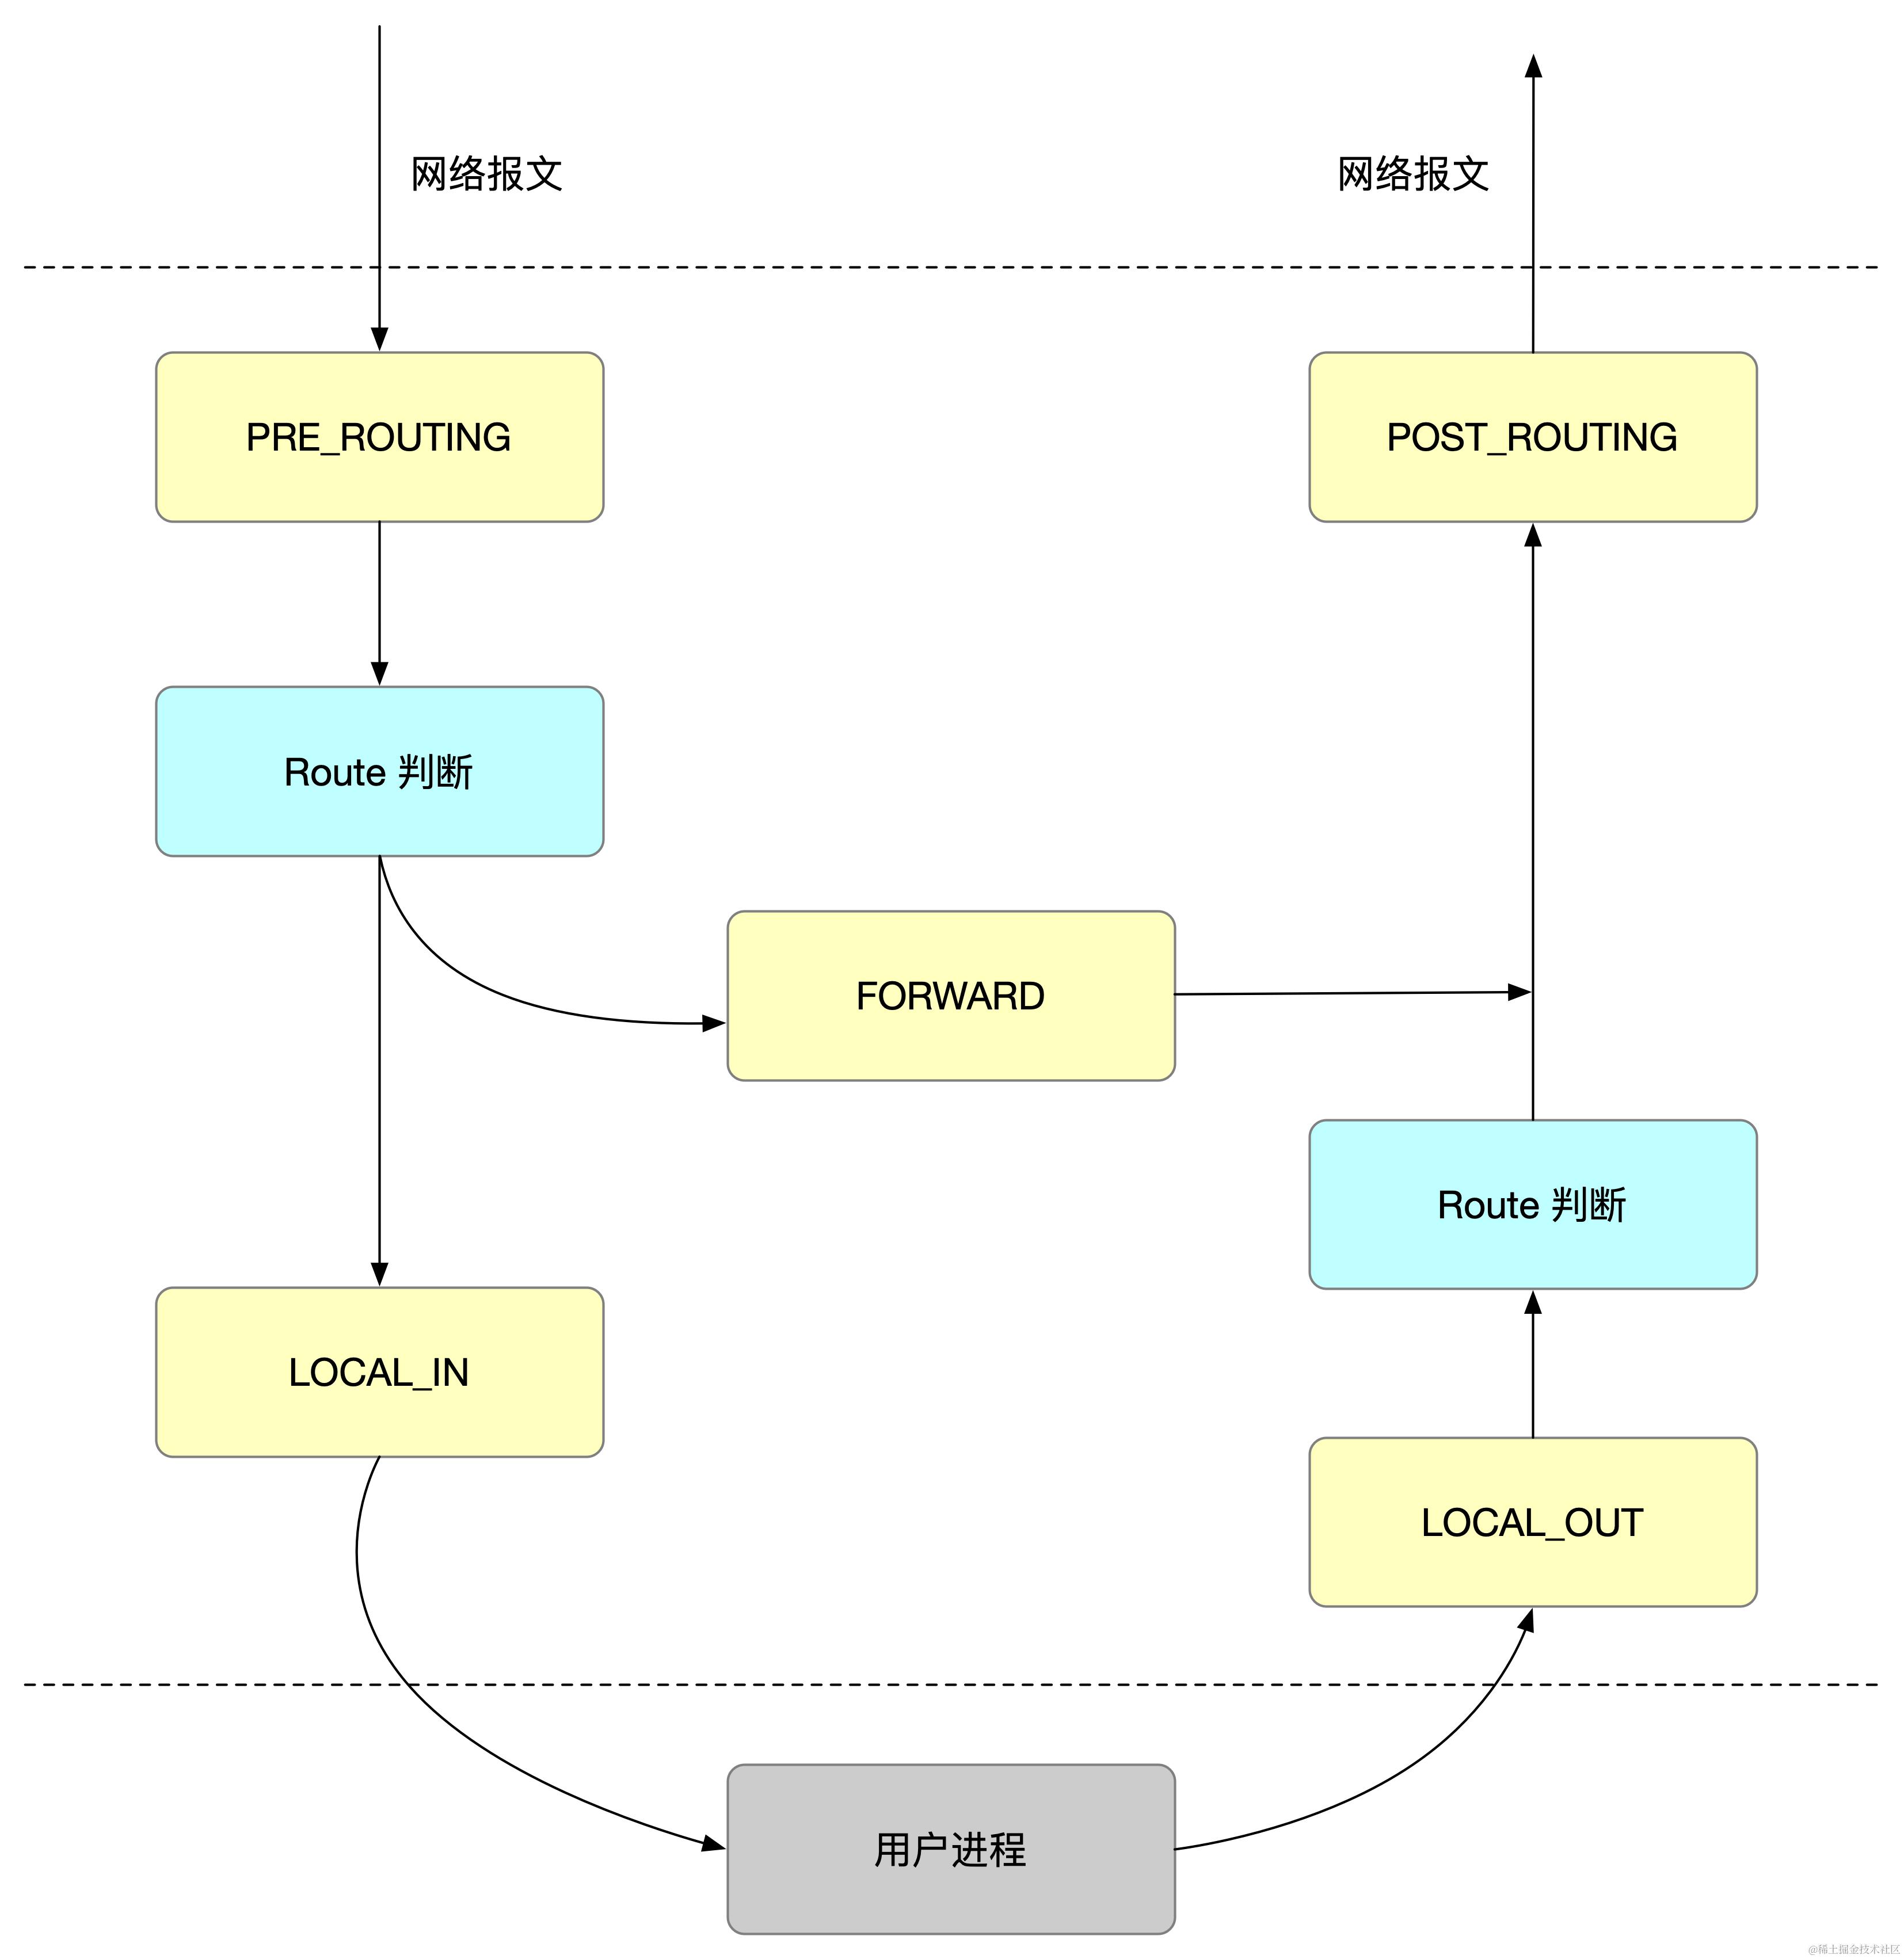 网络报文
网络报文
PRE_ROUTING
POST_ROUTING
Route 判断
FORWARD
Route 判断
LOCAL_IN
LOCAL_OUT
用户进程
@稀土掘金技术社区